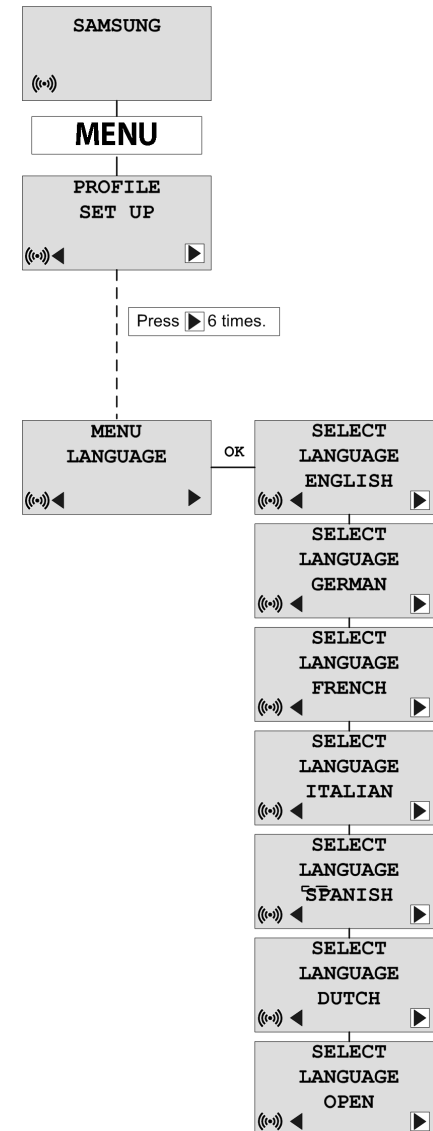 SAMSUNG
MENU
PROFILE
SET UP
Press ▶ 6 times.
MENU
LANGUAGE
OK
SELECT
LANGUAGE
ENGLISH
SELECT
LANGUAGE
GERMAN
SELECT
LANGUAGE
FRENCH
SELECT
LANGUAGE
ITALIAN
SELECT
LANGUAGE
SPANISH
SELECT
LANGUAGE
DUTCH
SELECT
LANGUAGE
OPEN